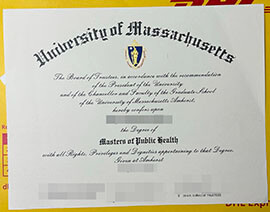 University of Massachusetts
The Board of Trustees, in accordance with the recommendation
of the President of the University
and of the Chancellor and Faculty of the Graduate School
of the University of Massachusetts Amherst,
hereby confers upon
the Degree of
Masters of Public Health
with all Rights, Privileges and Dignities appertaining to that Degree.
Given at Amherst
DHL Expre